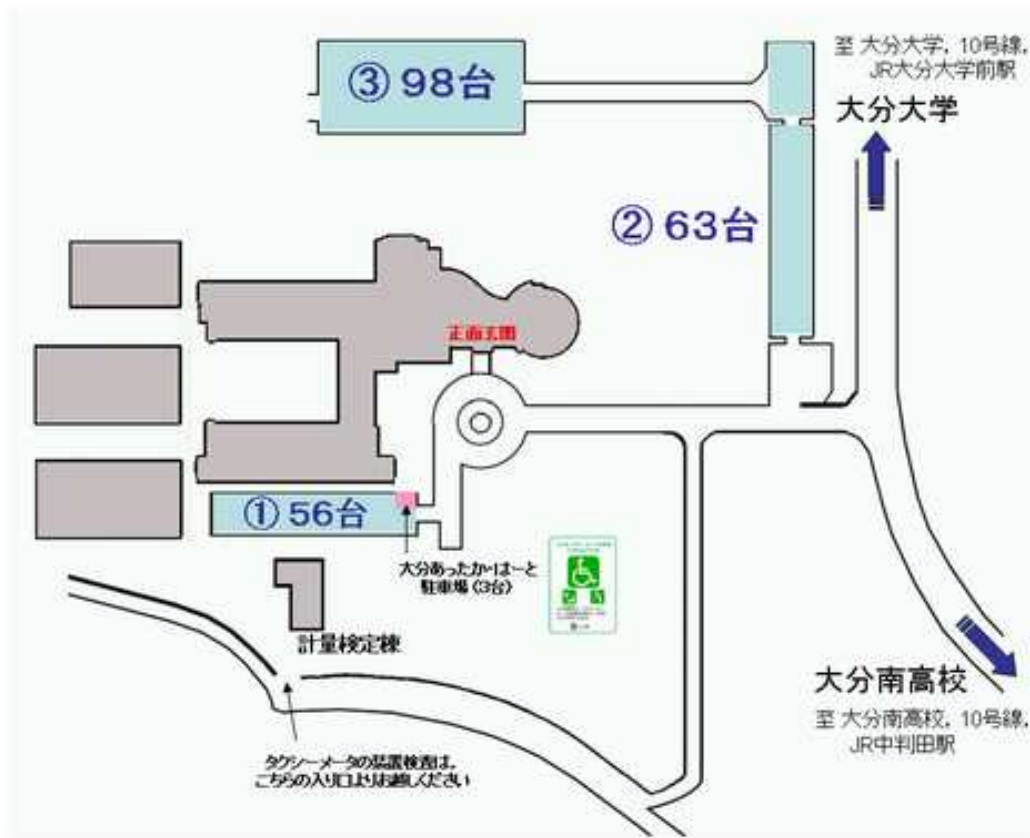 ③ 98台
至 大分大学, 10号線,
JR大分大学前駅
大分大学
② 63台
正面玄関
① 56台
大分あったか・はーと
駐車場 (3台)
計量検定棟
大分南高校
至 大分南高校, 10号線,
JR中判田駅
タクシーメータの装置検査は、
こちらの入り口よりお越しください